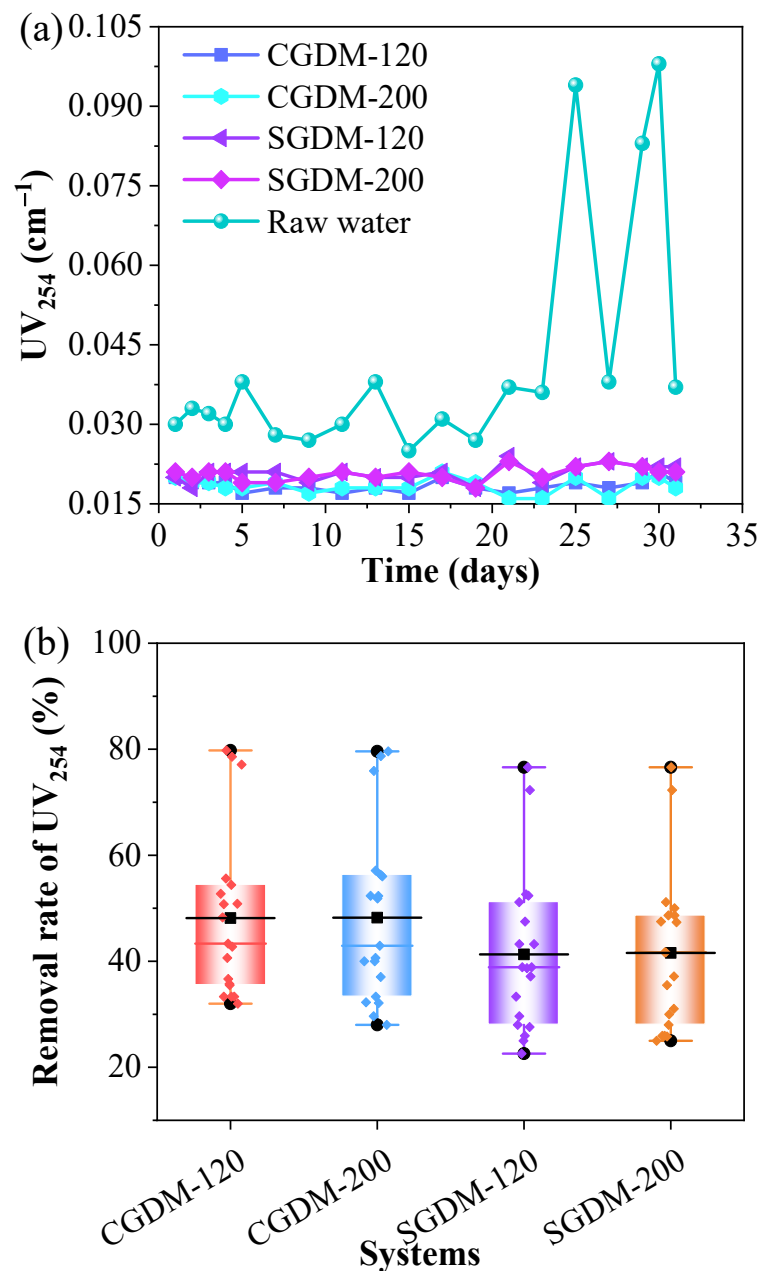 (a)
0.105
0.090
0.075
0.060
0.045
0.030
0.015
UV₂₅₄ (cm⁻¹)
CGDM-120
CGDM-200
SGDM-120
SGDM-200
Raw water
0 5 10 15 20 25 30 35
Time (days)
(b)
100
80
60
40
20
Removal rate of UV₂₅₄ (%)
CGDM-120 CGDM-200 SGDM-120 SGDM-200
Systems